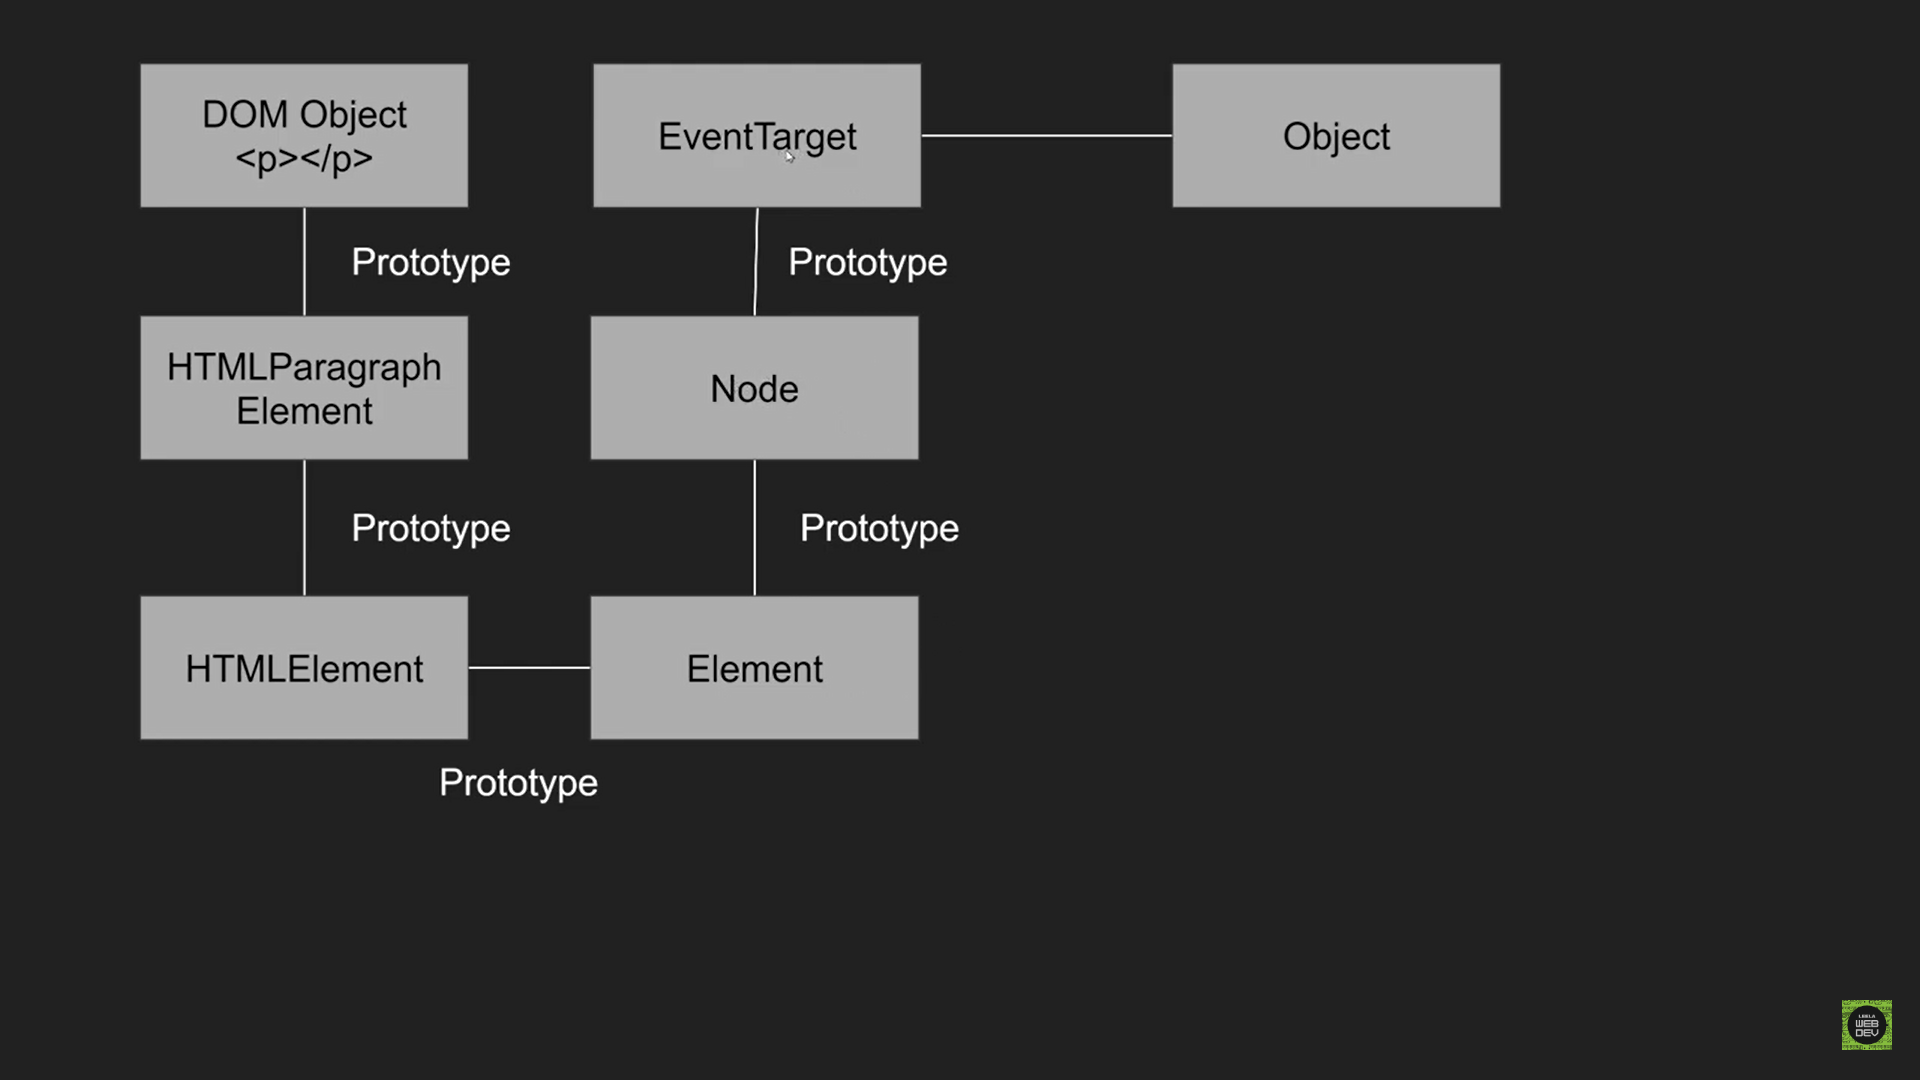 DOM Object
<p></p>
EventTarget
Object
Prototype
Prototype
HTMLParagraph
Element
Node
Prototype
Prototype
HTMLElement
Element
Prototype
LEELA
WEB
DEV